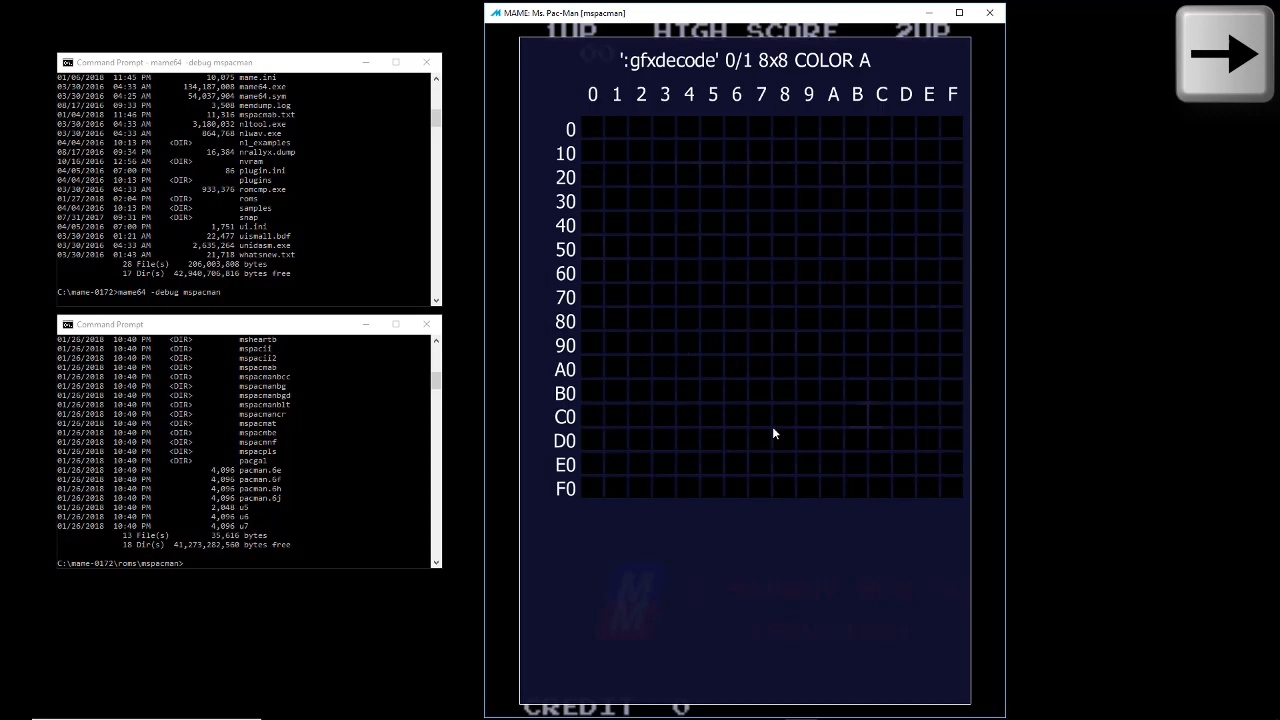 Command Prompt - mame64 -debug mspacman
01/06/2018 11:45 PM 10,075 mame.ini
03/30/2016 04:33 AM 134,187,008 mame64.exe
03/30/2016 04:25 AM 54,037,904 mame64.sym
08/17/2017 09:33 PM 3,508 memdump.log
01/04/2018 11:46 PM 11,316 mspacmab.txt
03/30/2016 04:33 AM 3,180,032 nltool.exe
03/30/2016 04:33 AM 864,768 nlwav.exe
04/04/2016 10:13 PM <DIR> nl_examples
08/17/2017 09:34 PM 16,384 nrallyx.dump
10/16/2016 12:56 AM <DIR> nvram
04/05/2016 07:00 PM 86 plugin.ini
04/04/2016 10:13 PM <DIR> plugins
03/30/2016 04:33 AM 933,376 romcmp.exe
01/27/2018 02:04 PM <DIR> roms
04/04/2016 10:13 PM <DIR> samples
07/31/2017 09:31 PM <DIR> snap
04/05/2016 07:00 PM 1,751 ui.ini
03/30/2016 01:21 AM 22,477 uismall.bdf
03/30/2016 04:33 AM 2,635,264 unidasm.exe
03/30/2016 01:43 AM 21,718 whatsnew.txt
28 File(s) 206,003,808 bytes
17 Dir(s) 42,940,706,816 bytes free
C:\mame-0172>mame64 -debug mspacman
Command Prompt
01/26/2018 10:40 PM <DIR> msheartb
01/26/2018 10:40 PM <DIR> mspacii
01/26/2018 10:40 PM <DIR> mspacii2
01/26/2018 10:40 PM <DIR> mspacmab
01/26/2018 10:40 PM <DIR> mspacmanbcc
01/26/2018 10:40 PM <DIR> mspacmanbg
01/26/2018 10:40 PM <DIR> mspacmanbgd
01/26/2018 10:40 PM <DIR> mspacmanblt
01/26/2018 10:40 PM <DIR> mspacmancr
01/26/2018 10:40 PM <DIR> mspacmat
01/26/2018 10:40 PM <DIR> mspacmbe
01/26/2018 10:40 PM <DIR> mspacmnf
01/26/2018 10:40 PM <DIR> mspacpls
01/26/2018 10:40 PM <DIR> pacgal
01/26/2018 10:40 PM 4,096 pacman.6e
01/26/2018 10:40 PM 4,096 pacman.6f
01/26/2018 10:40 PM 4,096 pacman.6h
01/26/2018 10:40 PM 4,096 pacman.6j
01/26/2018 10:40 PM 2,048 u5
01/26/2018 10:40 PM 4,096 u6
01/26/2018 10:40 PM 4,096 u7
13 File(s) 35,616 bytes
18 Dir(s) 41,273,282,560 bytes free
C:\mame-0172\roms\mspacman>
MAME: Ms. Pac-Man [mspacman]
1UP HIGH SCORE 2UP
00
':gfxdecode' 0/1 8x8 COLOR A
0 1 2 3 4 5 6 7 8 9 A B C D E F
0
10
20
30
40
50
60
70
80
90
A0
B0
C0
D0
E0
F0
CREDIT 0